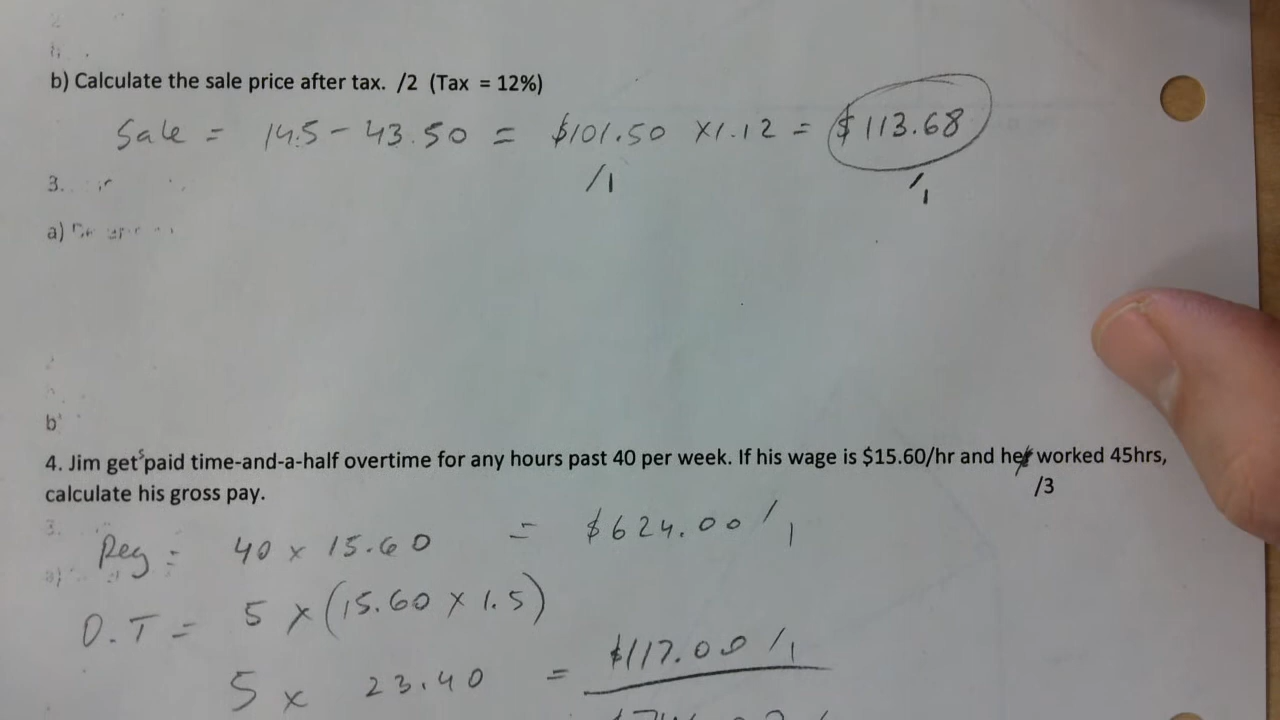 b) Calculate the sale price after tax. /2 (Tax = 12%)
Sale = 145 - 43.50 = $101.50 x1.12 = $113.68
/1 /1
3.
a)
b
4. Jim get s paid time-and-a-half overtime for any hours past 40 per week. If his wage is $15.60/hr and he worked 45hrs,
calculate his gross pay.
/3
3.
Reg = 40 x 15.60 = $624.00 /1
a)
O.T = 5 x (15.60 x 1.5)
5 x 23.40 = $117.00 /1